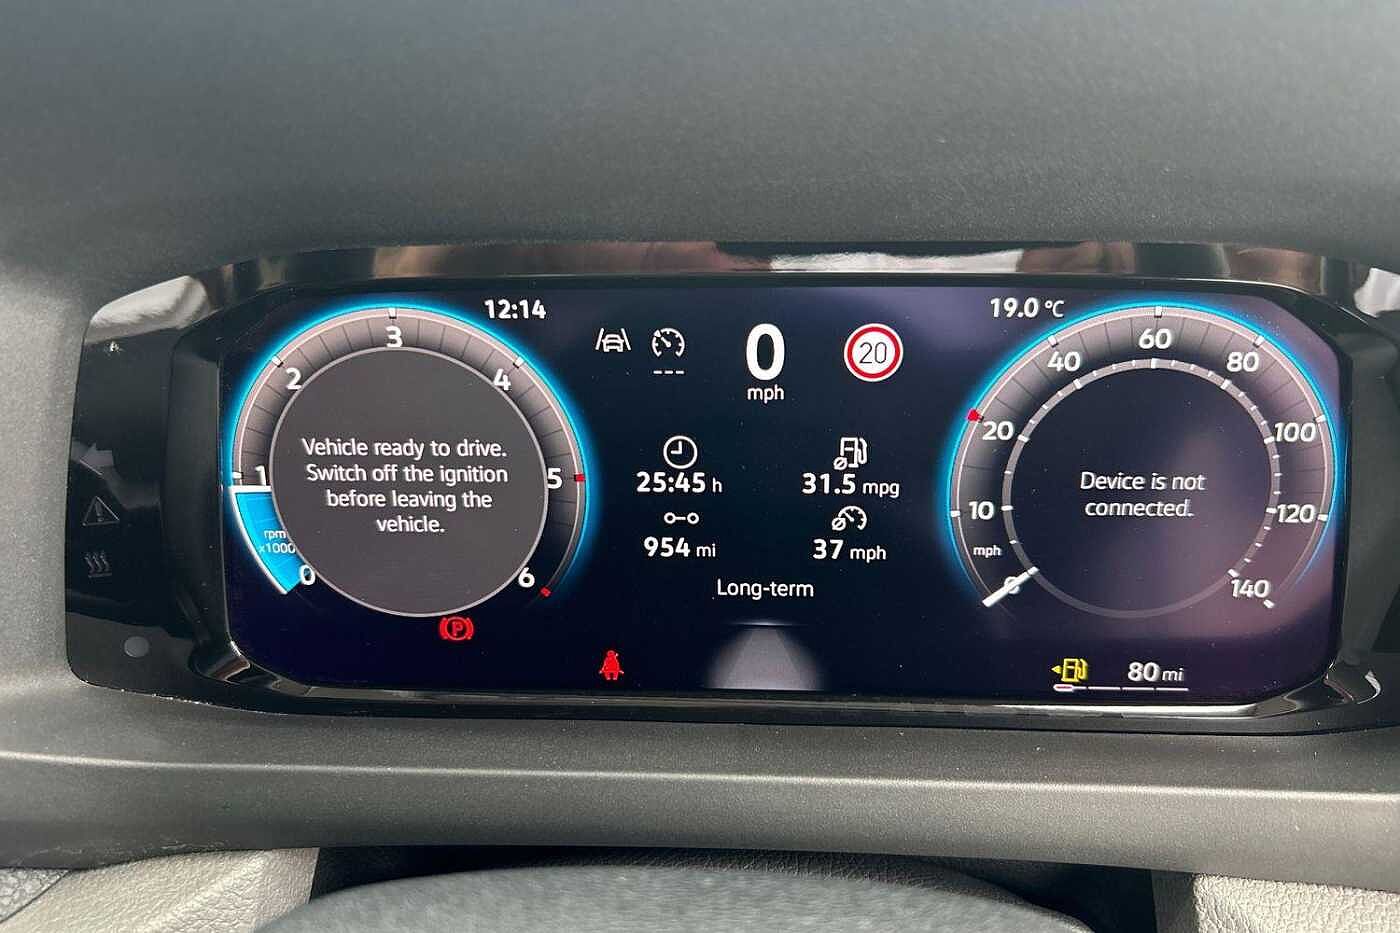 12:14
19.0 °C
0
mph
20
0
1
2
3
4
5
6
rpm
x1000
Vehicle ready to drive.
Switch off the ignition
before leaving the
vehicle.
25:45 h
31.5 mpg
954 mi
37 mph
Long-term
0
10
20
40
60
80
100
120
140
mph
Device is not
connected.
P
80 mi